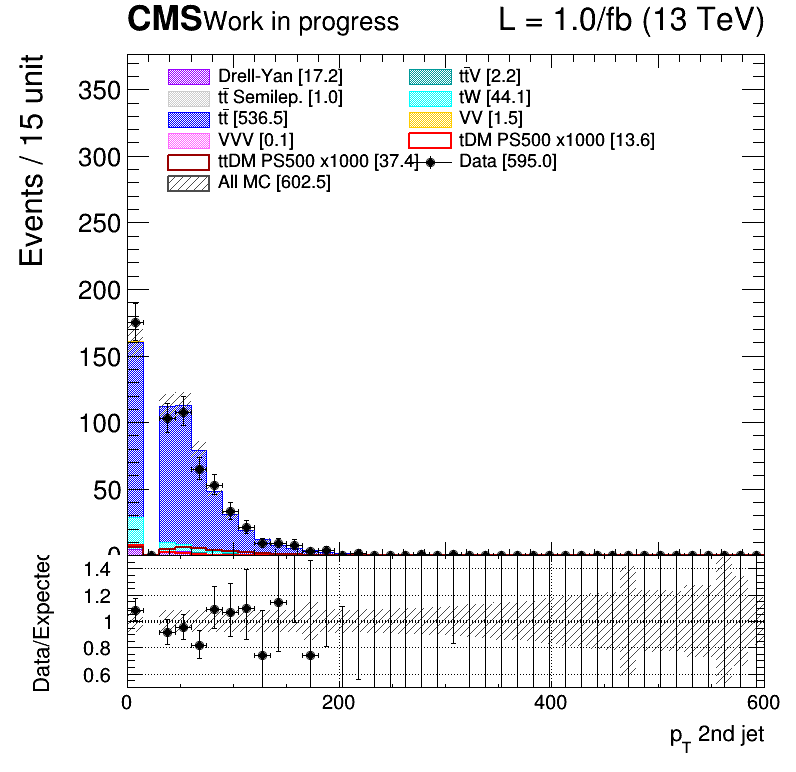 CMS Work in progress L = 1.0/fb (13 TeV)
Events / 15 unit
350
300
250
200
150
100
50
0
Drell-Yan [17.2] tt̄V [2.2]
tt̄ Semilep. [1.0] tW [44.1]
tt̄ [536.5] VV [1.5]
VVV [0.1] tDM PS500 x1000 [13.6]
ttDM PS500 x1000 [37.4] Data [595.0]
All MC [602.5]
Data/Expected
1.4
1.2
1
0.8
0.6
0 200 400 600
p_T 2nd jet